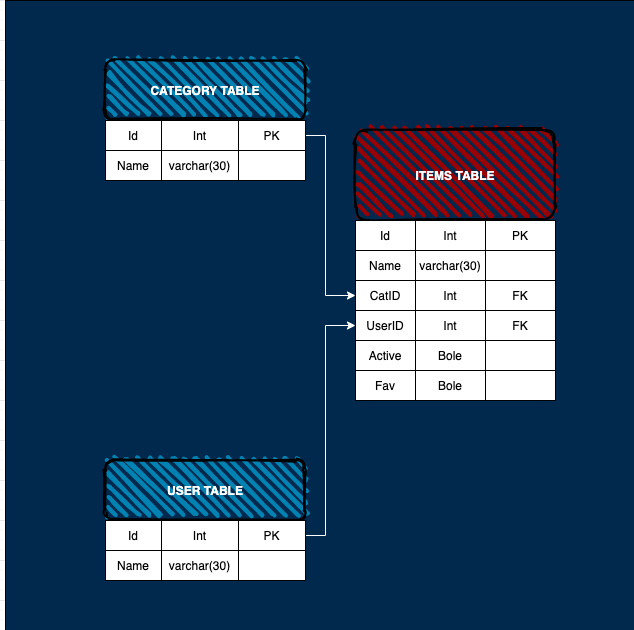 CATEGORY TABLE
Id Int PK
Name varchar(30)
ITEMS TABLE
Id Int PK
Name varchar(30)
CatID Int FK
UserID Int FK
Active Bole
Fav Bole
USER TABLE
Id Int PK
Name varchar(30)